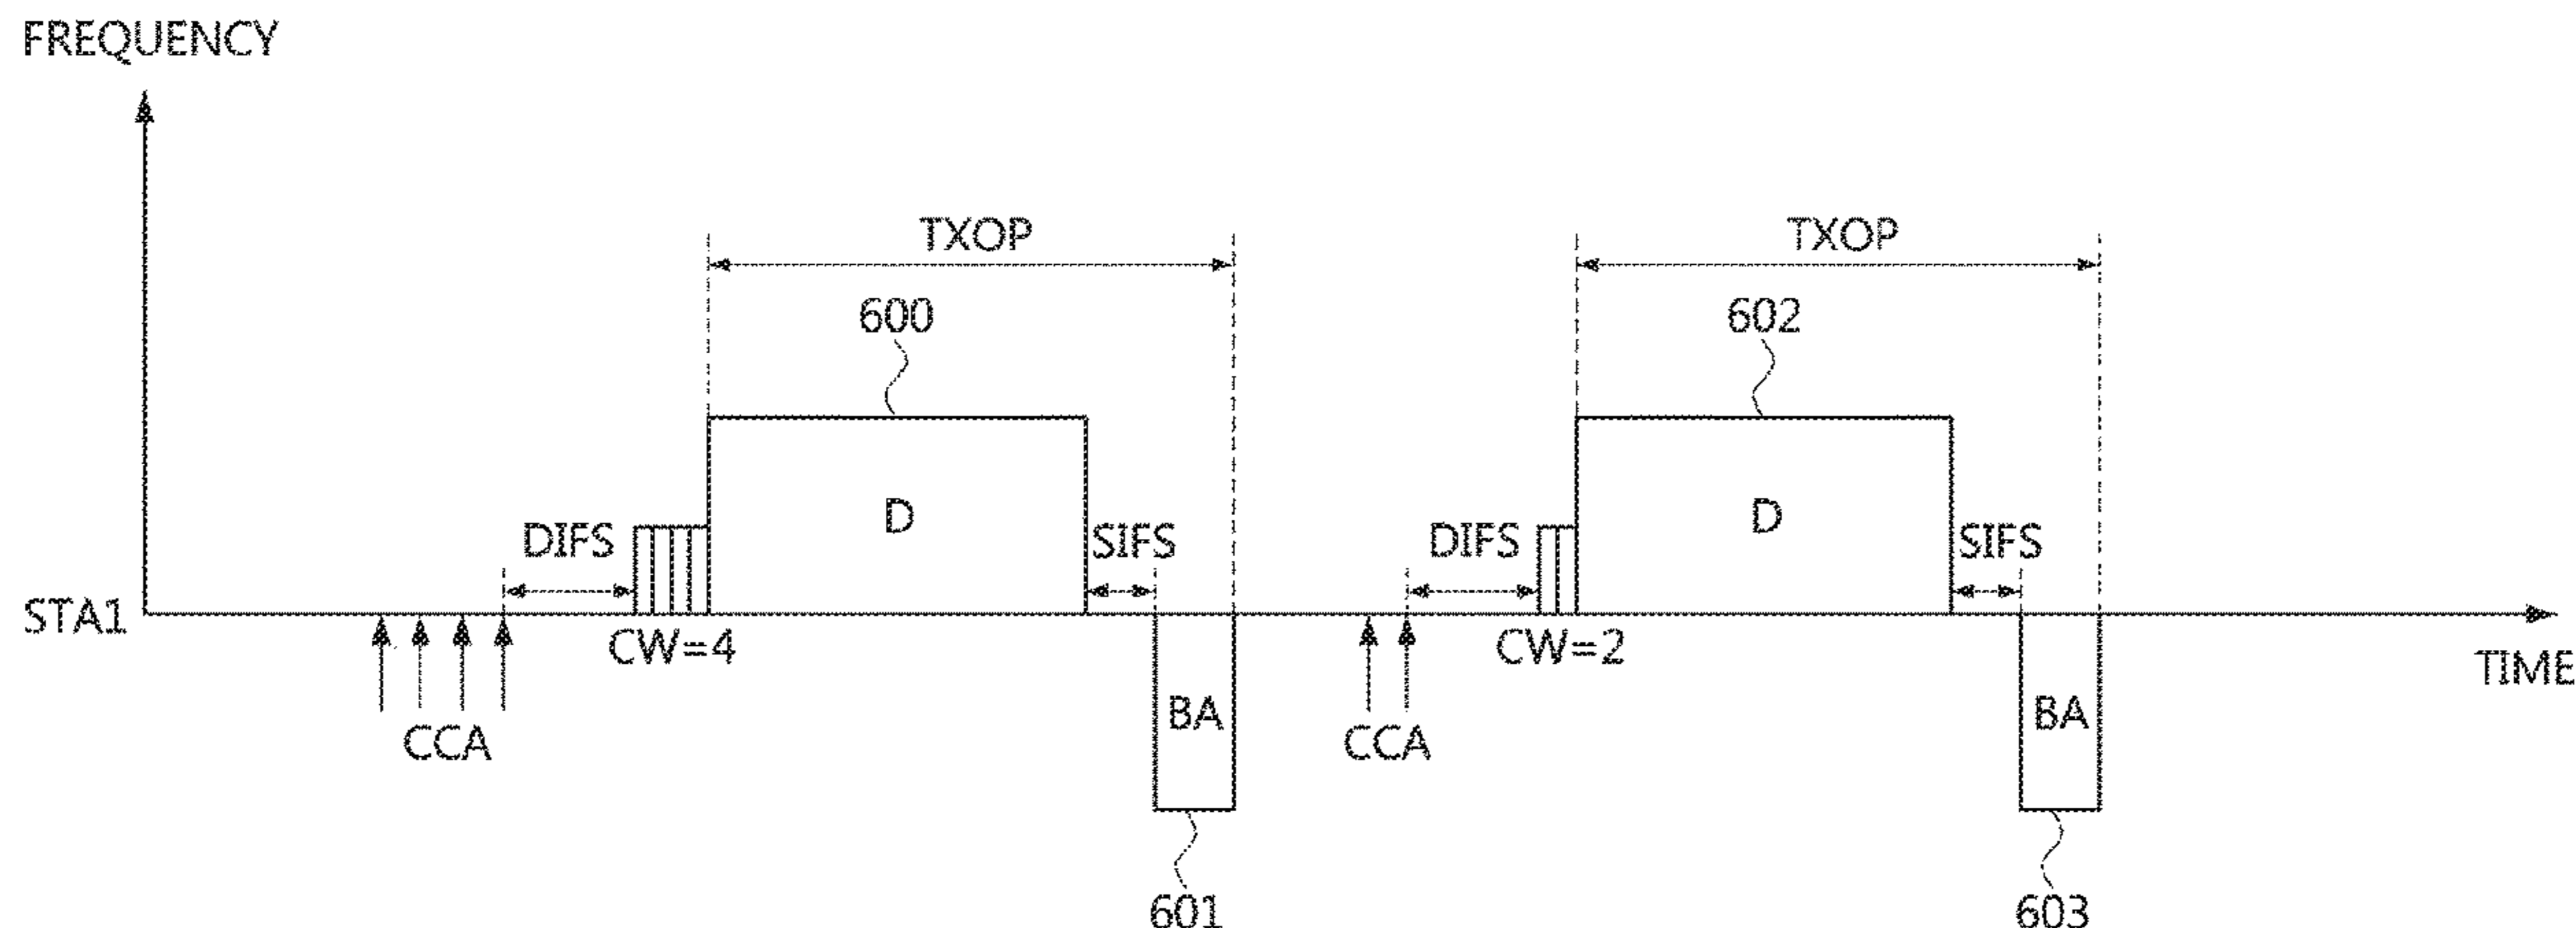 FREQUENCY
TXOP
TXOP
600
602
D
D
DIFS
SIFS
DIFS
SIFS
STA1
CW=4
CW=2
TIME
BA
BA
CCA
CCA
601
603